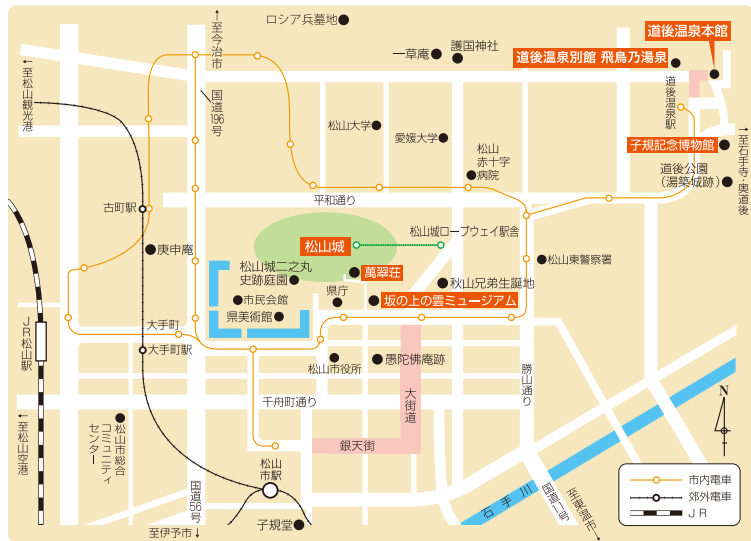 ロシア兵墓地
↑至今治市
一草庵
護国神社
道後温泉本館
道後温泉別館 飛鳥乃湯泉
←至松山観光港
国道196号
道後温泉駅
松山大学
愛媛大学
松山赤十字病院
子規記念博物館
→至石手寺・奥道後
道後公園
（湯築城跡）
平和通り
古町駅
松山城
松山城ロープウェイ駅舎
庚申庵
松山城二之丸
史跡庭園
萬翠荘
松山東警察署
市民会館
県庁
秋山兄弟生誕地
県美術館
坂の上の雲ミュージアム
大手町
JR松山駅
大手町駅
松山市役所
愚陀佛庵跡
大街道
勝山通り
千舟町通り
←至松山空港
松山市総合
コミュニティ
センター
銀天街
松山
市駅
国道56号
至伊予市↓
子規堂
石手川
国道11号
至東温市→
N
市内電車
郊外電車
JR